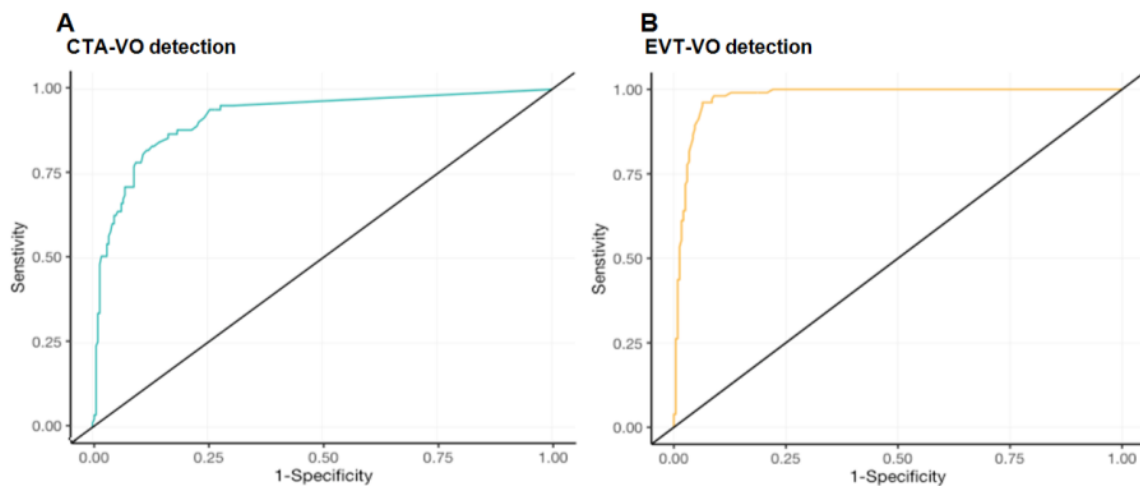 A
CTA-VO detection
1.00
0.75
0.50
0.25
0.00
Senstivity
0.00 0.25 0.50 0.75 1.00
1-Specificity
B
EVT-VO detection
1.00
0.75
0.50
0.25
0.00
Senstivity
0.00 0.25 0.50 0.75 1.00
1-Specificity